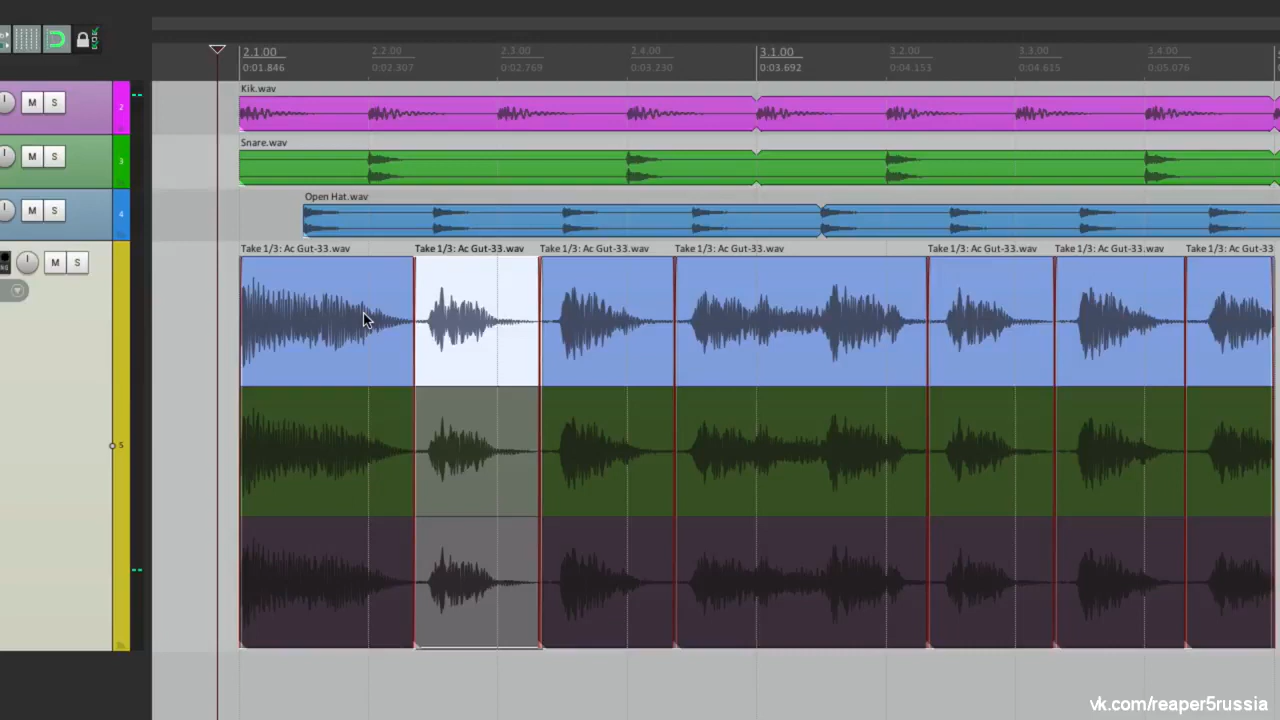 2.1.00 2.2.00 2.3.00 2.4.00 3.1.00 3.2.00 3.3.00 3.4.00
0:01.846 0:02.307 0:02.769 0:03.230 0:03.692 0:04.153 0:04.615 0:05.076
Kik.wav
M S 2
Snare.wav
M S 3
Open Hat.wav
M S 4
Take 1/3: Ac Gut-33.wav Take 1/3: Ac Gut-33.wav Take 1/3: Ac Gut-33.wav Take 1/3: Ac Gut-33.wav Take 1/3: Ac Gut-33.wav Take 1/3: Ac Gut-33.wav Take 1/3: Ac Gut-33
M S
5
vk.com/reaper5russia